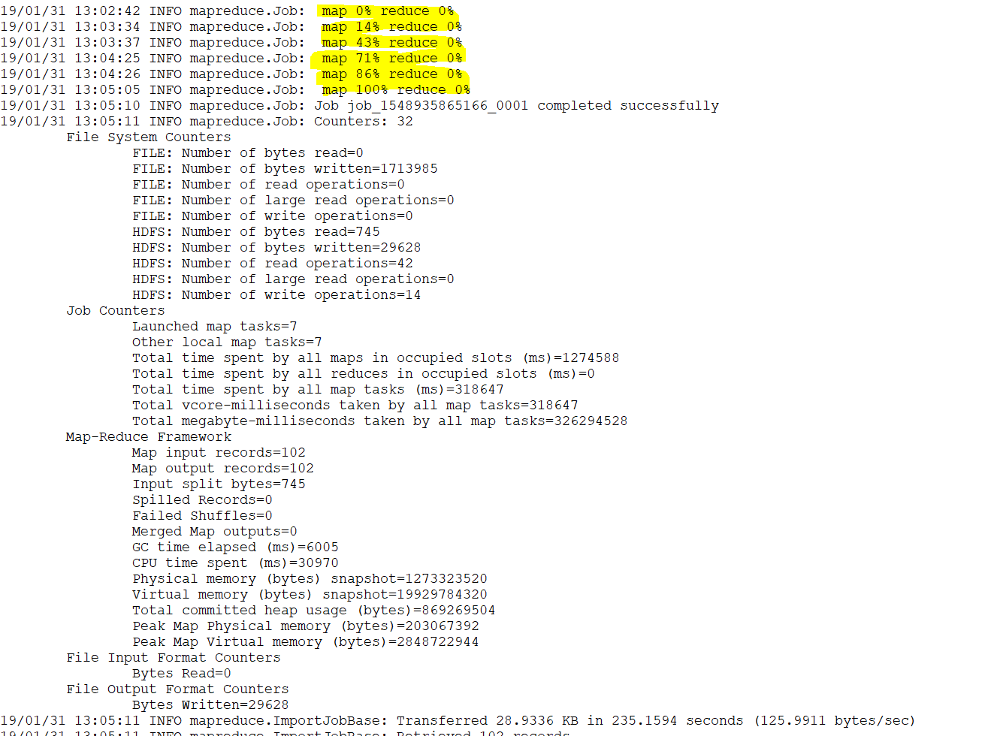 19/01/31 13:02:42 INFO mapreduce.Job:  map 0% reduce 0%
19/01/31 13:03:34 INFO mapreduce.Job:  map 14% reduce 0%
19/01/31 13:03:37 INFO mapreduce.Job:  map 43% reduce 0%
19/01/31 13:04:25 INFO mapreduce.Job:  map 71% reduce 0%
19/01/31 13:04:26 INFO mapreduce.Job:  map 86% reduce 0%
19/01/31 13:05:05 INFO mapreduce.Job:  map 100% reduce 0%
19/01/31 13:05:10 INFO mapreduce.Job: Job job_1548935865166_0001 completed successfully
19/01/31 13:05:11 INFO mapreduce.Job: Counters: 32
File System Counters
FILE: Number of bytes read=0
FILE: Number of bytes written=1713985
FILE: Number of read operations=0
FILE: Number of large read operations=0
FILE: Number of write operations=0
HDFS: Number of bytes read=745
HDFS: Number of bytes written=29628
HDFS: Number of read operations=42
HDFS: Number of large read operations=0
HDFS: Number of write operations=14
Job Counters
Launched map tasks=7
Other local map tasks=7
Total time spent by all maps in occupied slots (ms)=1274588
Total time spent by all reduces in occupied slots (ms)=0
Total time spent by all map tasks (ms)=318647
Total vcore-milliseconds taken by all map tasks=318647
Total megabyte-milliseconds taken by all map tasks=326294528
Map-Reduce Framework
Map input records=102
Map output records=102
Input split bytes=745
Spilled Records=0
Failed Shuffles=0
Merged Map outputs=0
GC time elapsed (ms)=6005
CPU time spent (ms)=30970
Physical memory (bytes) snapshot=1273323520
Virtual memory (bytes) snapshot=19929784320
Total committed heap usage (bytes)=869269504
Peak Map Physical memory (bytes)=203067392
Peak Map Virtual memory (bytes)=2848722944
File Input Format Counters
Bytes Read=0
File Output Format Counters
Bytes Written=29628
19/01/31 13:05:11 INFO mapreduce.ImportJobBase: Transferred 28.9336 KB in 235.1594 seconds (125.9911 bytes/sec)
19/01/31 13:05:11 INFO mapreduce.ImportJobBase: Retrieved 102 records.